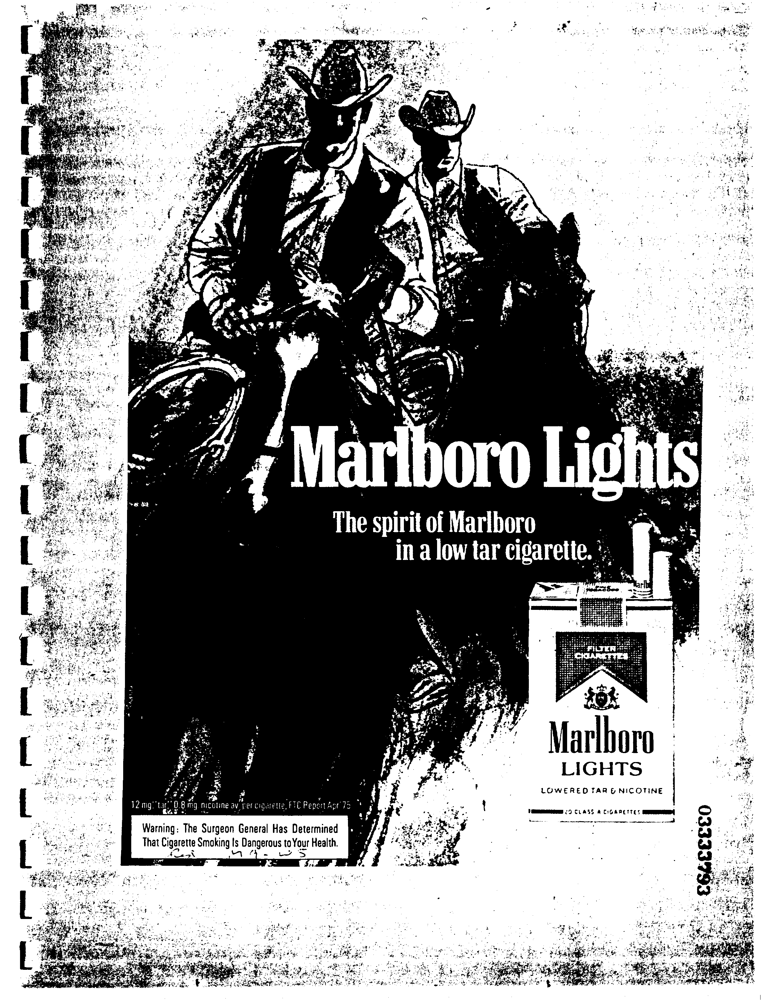 Marlboro Lights
The spirit of Marlboro
in a low tar cigarette.
FILTER
CIGARETTES
Marlboro
LIGHTS
LOWERED TAR & NICOTINE
20 CLASS A CIGARETTES
12 mg "tar," 0.8 mg nicotine av. per cigarette, FTC Report Apr '75
Warning: The Surgeon General Has Determined
That Cigarette Smoking Is Dangerous to Your Health.
03333793